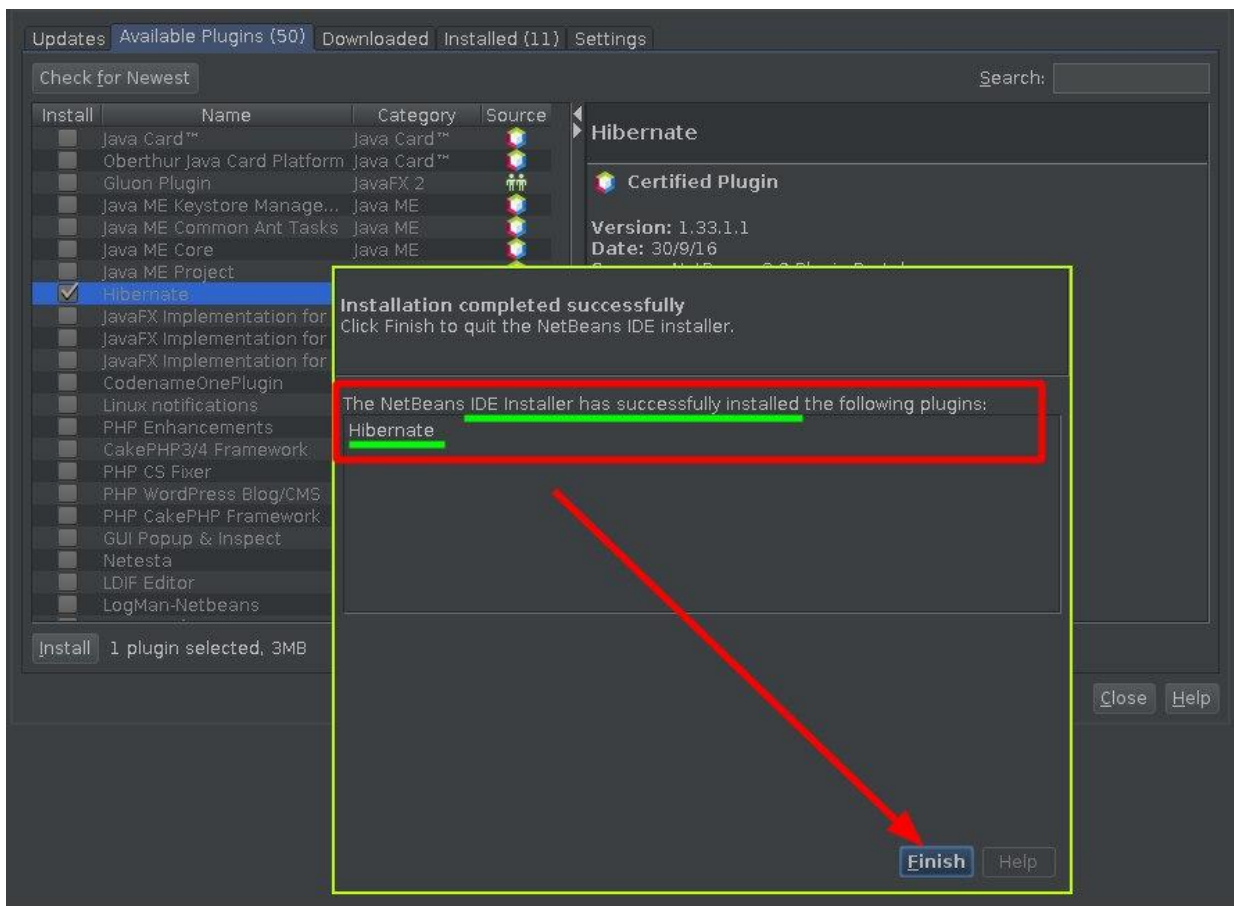 Updates Available Plugins (50) Downloaded Installed (11) Settings
Check for Newest
Search:
Install Name Category Source
Java Card™ Java Card™
Oberthur Java Card Platform Java Card™
Gluon Plugin JavaFX 2
Java ME Keystore Manage... Java ME
Java ME Common Ant Tasks Java ME
Java ME Core Java ME
Java ME Project
Hibernate
JavaFX Implementation for
JavaFX Implementation for
JavaFX Implementation for
CodenameOnePlugin
Linux notifications
PHP Enhancements
CakePHP3/4 Framework
PHP CS Fixer
PHP WordPress Blog/CMS
PHP CakePHP Framework
GUI Popup & Inspect
Netesta
LDIF Editor
LogMan-Netbeans
Install 1 plugin selected, 3MB
Hibernate
Certified Plugin
Version: 1.33.1.1
Date: 30/9/16
Installation completed successfully
Click Finish to quit the NetBeans IDE installer.
The NetBeans IDE Installer has successfully installed the following plugins:
Hibernate
Finish Help
Close Help